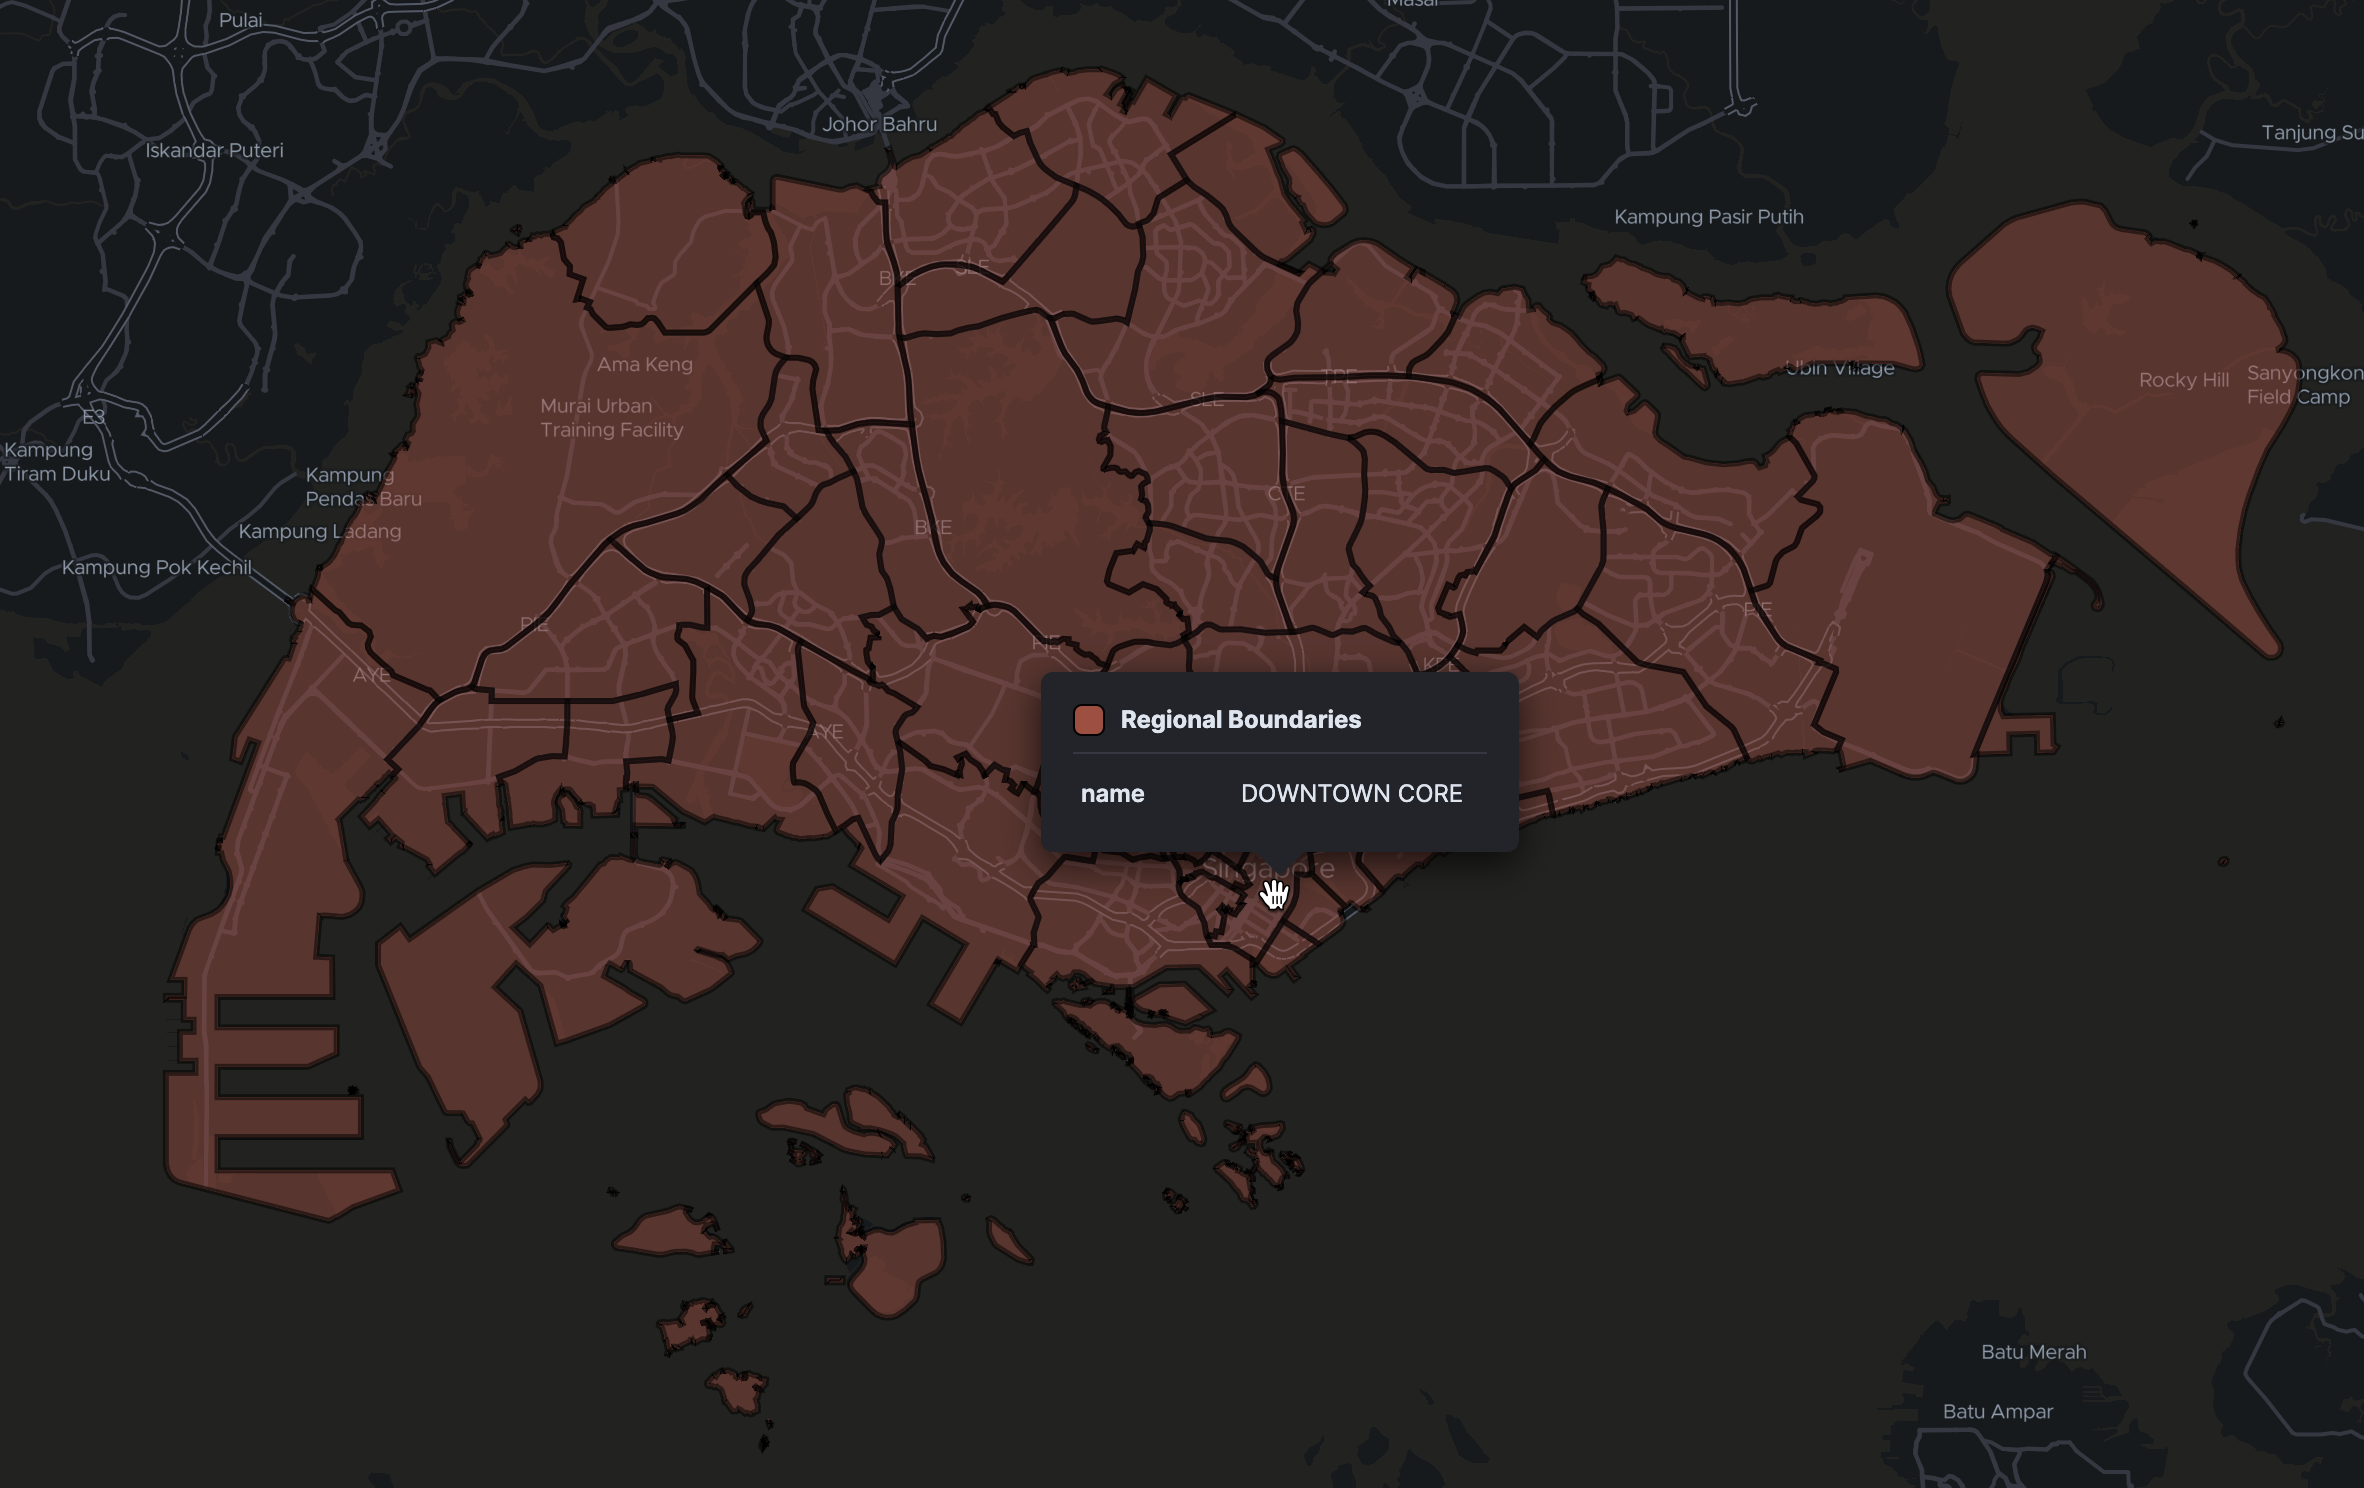 Pulai
Masai
Johor Bahru
Iskandar Puteri
Tanjung Su
Kampung Pasir Putih
BKE
SLE
Ama Keng
Ubin Village
Rocky Hill
Sanyongkon
Field Camp
TPE
SLE
Murai Urban
Training Facility
E3
Kampung
Tiram Duku
Kampung
Pendas Baru
CTE
BKE
Kampung Ladang
Kampung Pok Kechil
PIE
PIE
PIE
KPE
AYE
AYE
Regional Boundaries
name DOWNTOWN CORE
Singapore
Batu Merah
Batu Ampar